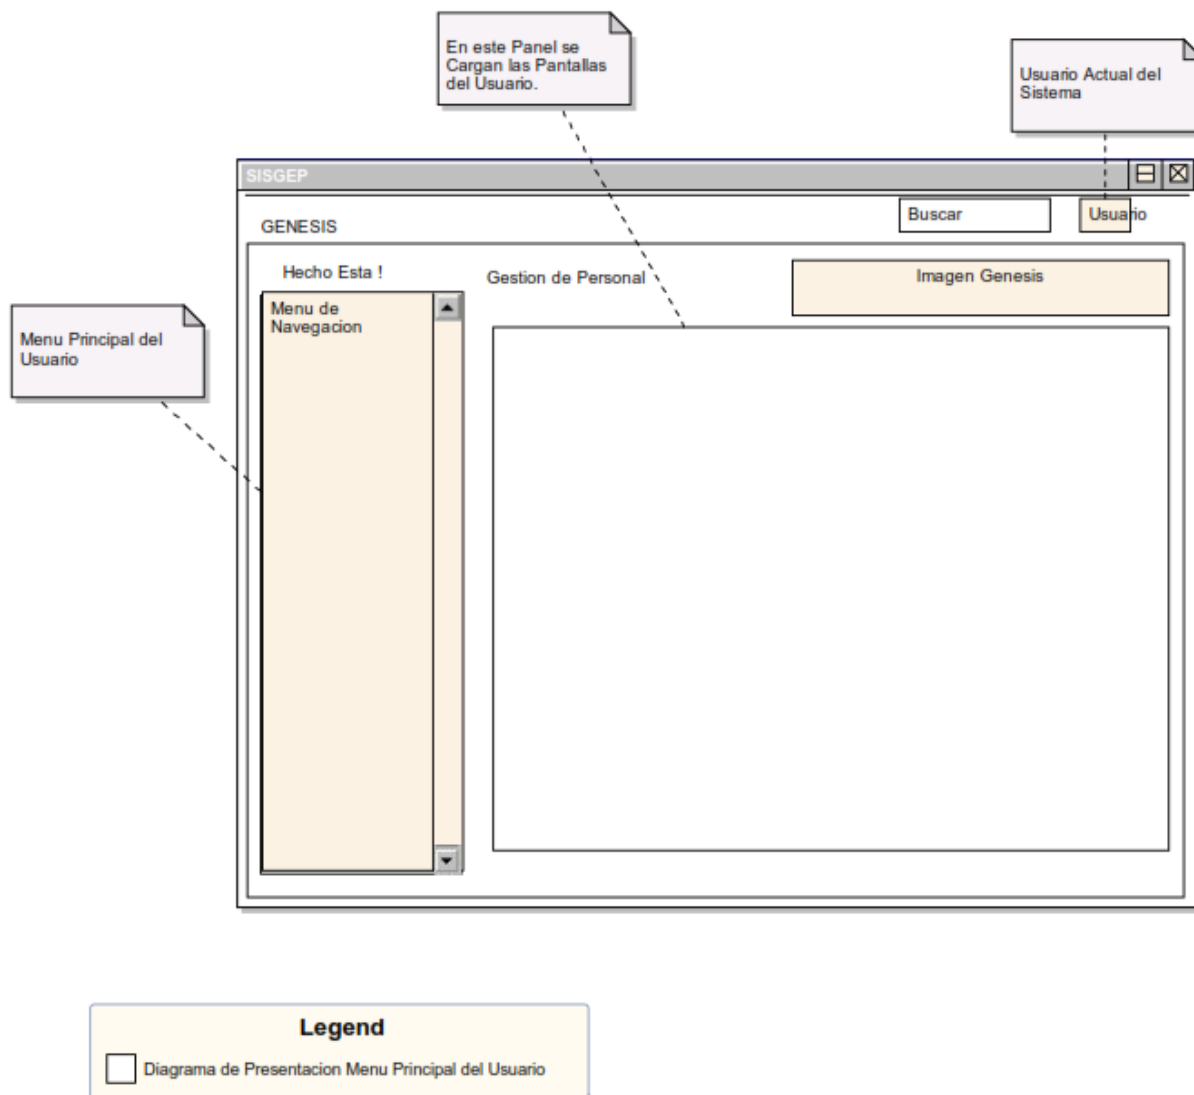 En este Panel se
Cargan las Pantallas
del Usuario.
Usuario Actual del
Sistema
SISGEP
GENESIS
Buscar
Usuario
Hecho Esta !
Gestion de Personal
Imagen Genesis
Menu de
Navegacion
Menu Principal del
Usuario
Legend
Diagrama de Presentacion Menu Principal del Usuario